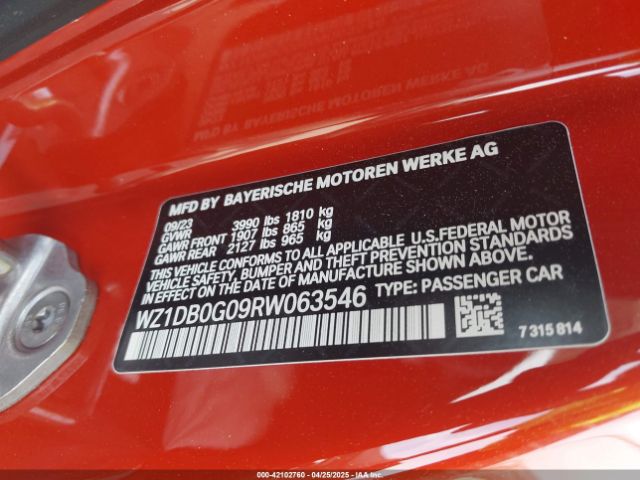 MFD BY BAYERISCHE MOTOREN WERKE AG
09/23 3990 lbs 1810 kg
GVWR
GAWR FRONT 1907 lbs 865 kg
GAWR REAR 2127 lbs 965 kg
THIS VEHICLE CONFORMS TO ALL APPLICABLE U.S.FEDERAL MOTOR
VEHICLE SAFETY, BUMPER, AND THEFT PREVENTION STANDARDS
IN EFFECT ON THE DATE OF MANUFACTURE SHOWN ABOVE.
WZ1DB0G09RW063546 TYPE: PASSENGER CAR
7 315 814
000-42102760 - 04/25/2025 - IAA Inc.